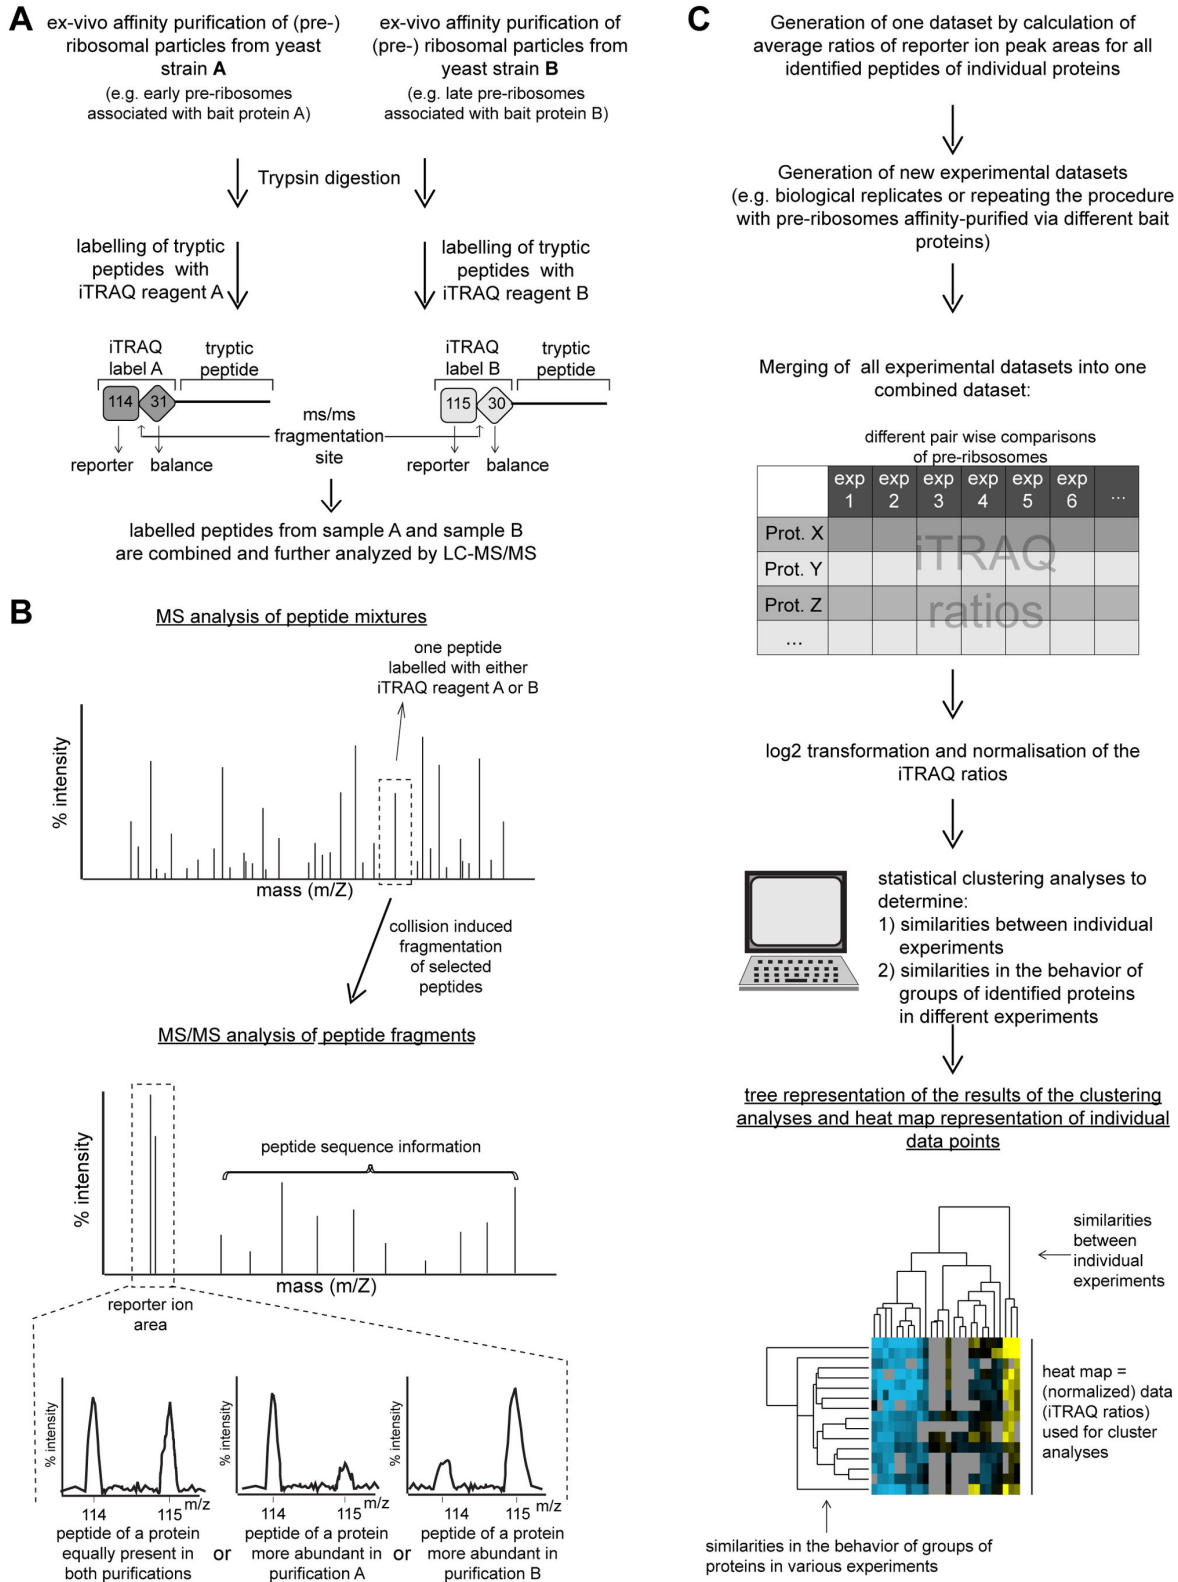 A
ex-vivo affinity purification of (pre-)
ribosomal particles from yeast
strain A
(e.g. early pre-ribosomes
associated with bait protein A)
ex-vivo affinity purification of
(pre-) ribosomal particles from
yeast strain B
(e.g. late pre-ribosomes
associated with bait protein B)
Trypsin digestion
labelling of tryptic
peptides with
iTRAQ reagent A
labelling of tryptic
peptides with
iTRAQ reagent B
iTRAQ
label A
tryptic
peptide
114
31
reporter
balance
ms/ms
fragmentation
site
iTRAQ
label B
tryptic
peptide
115
30
reporter
balance
labelled peptides from sample A and sample B
are combined and further analyzed by LC-MS/MS
B
MS analysis of peptide mixtures
one peptide
labelled with either
iTRAQ reagent A or B
% intensity
mass (m/Z)
collision induced
fragmentation
of selected
peptides
MS/MS analysis of peptide fragments
% intensity
peptide sequence information
mass (m/Z)
reporter ion
area
% intensity
114
115
m/z
peptide of a protein
equally present in
both purifications
or
% intensity
114
115
m/z
peptide of a protein
more abundant in
purification A
or
% intensity
114
115
m/z
peptide of a protein
more abundant in
purification B
C
Generation of one dataset by calculation of
average ratios of reporter ion peak areas for all
identified peptides of individual proteins
Generation of new experimental datasets
(e.g. biological replicates or repeating the procedure
with pre-ribosomes affinity-purified via different bait
proteins)
Merging of all experimental datasets into one
combined dataset:
different pair wise comparisons
of pre-ribsosomes
exp 1 exp 2 exp 3 exp 4 exp 5 exp 6 ...
Prot. X
Prot. Y
Prot. Z
...
iTRAQ
ratios
log2 transformation and normalisation of the
iTRAQ ratios
statistical clustering analyses to
determine:
1) similarities between individual
experiments
2) similarities in the behavior of
groups of identified proteins
in different experiments
tree representation of the results of the clustering
analyses and heat map representation of individual
data points
similarities
between
individual
experiments
heat map =
(normalized) data
(iTRAQ ratios)
used for cluster
analyses
similarities in the behavior of groups of
proteins in various experiments